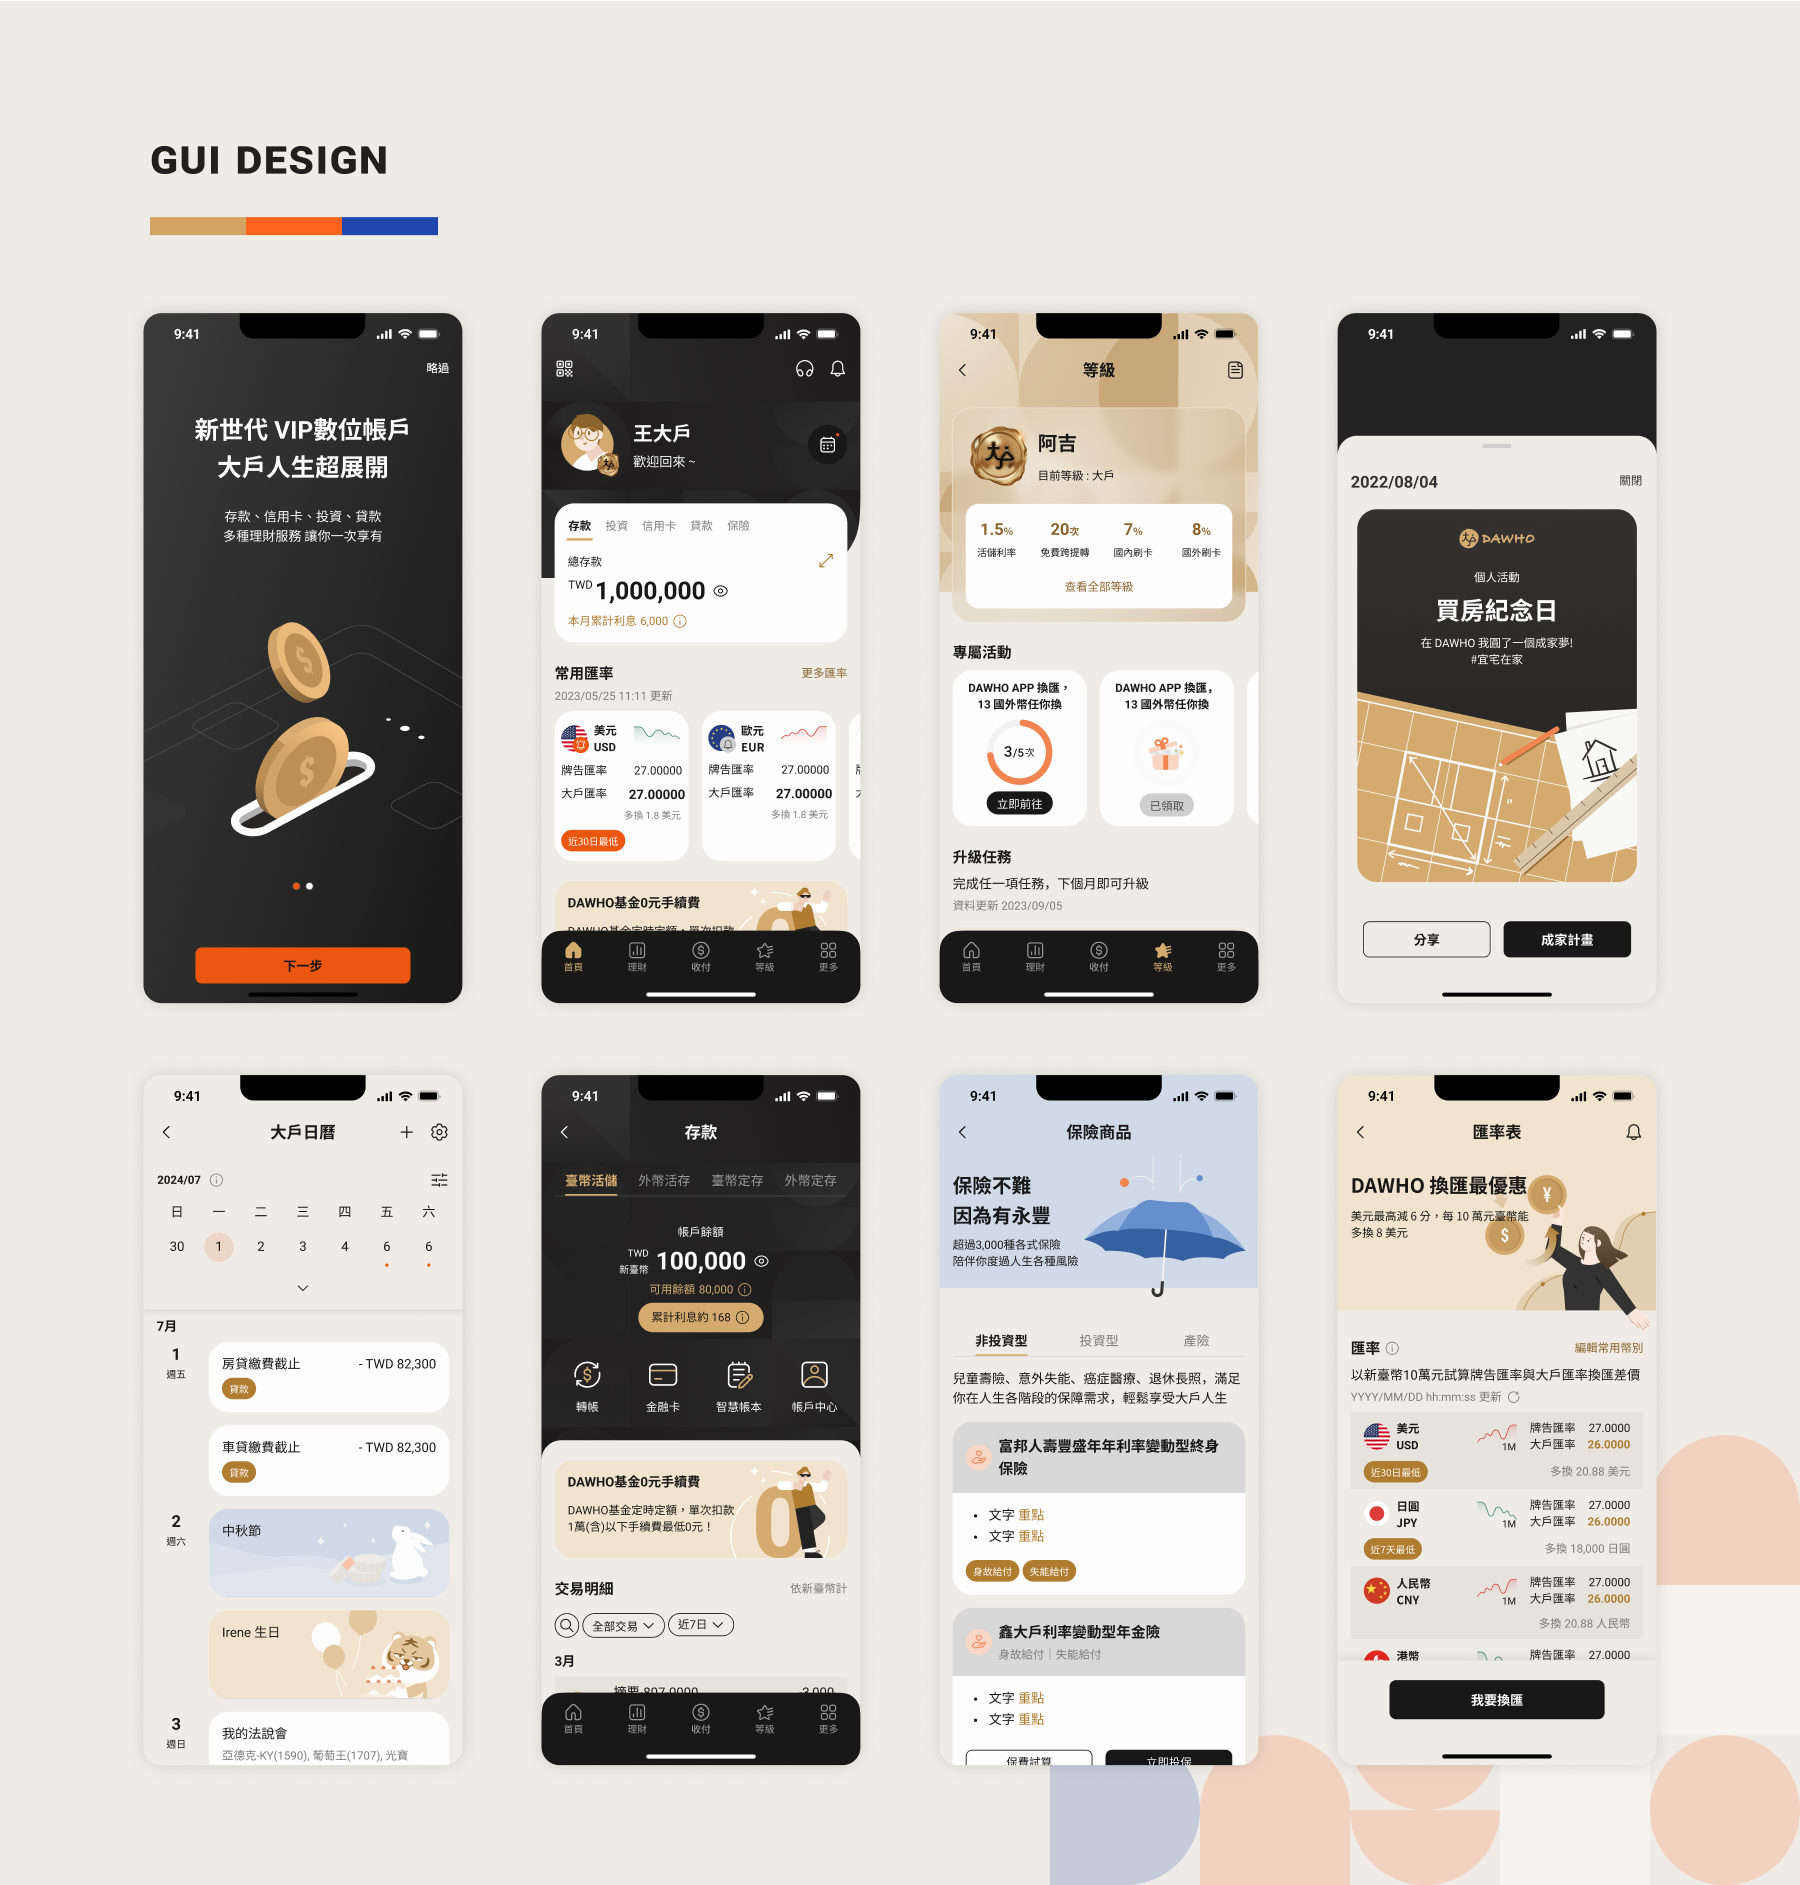 GUI DESIGN
9:41
略過
新世代 VIP數位帳戶
大戶人生超展開
存款、信用卡、投資、貸款
多種理財服務 讓你一次享有
下一步
9:41
王大戶
歡迎回來 ~
存款 投資 信用卡 貸款 保險
總存款
TWD 1,000,000
本月累計利息 6,000
常用匯率 更多匯率
2023/05/25 11:11 更新
美元
USD
牌告匯率 27.00000
大戶匯率 27.00000
多換 1.8 美元
近30日最低
歐元
EUR
牌告匯率 27.00000
大戶匯率 27.00000
多換 1.8 美元
DAWHO基金0元手續費
DAWHO基金定時定額，單次扣款
首頁 理財 收付 等級 更多
9:41
等級
阿吉
目前等級 : 大戶
1.5% 20次 7% 8%
活儲利率 免費跨提轉 國內刷卡 國外刷卡
查看全部等級
專屬活動
DAWHO APP 換匯，
13 國外幣任你換
3/5次
立即前往
DAWHO APP 換匯,
13 國外幣任你換
已領取
升級任務
完成任一項任務，下個月即可升級
資料更新 2023/09/05
首頁 理財 收付 等級 更多
9:41
2022/08/04 關閉
DAWHO
個人活動
買房紀念日
在 DAWHO 我圓了一個成家夢!
#宜宅在家
分享 成家計畫
9:41
大戶日曆
2024/07
日 一 二 三 四 五 六
30 1 2 3 4 6 6
7月
1
週五
房貸繳費截止 - TWD 82,300
貸款
車貸繳費截止 - TWD 82,300
貸款
2
週六
中秋節
Irene 生日
3
週日
我的法說會
亞德克-KY(1590), 葡萄王(1707), 光寶
9:41
存款
臺幣活儲 外幣活存 臺幣定存 外幣定存
帳戶餘額
TWD
新臺幣
100,000
可用餘額 80,000
累計利息約 168
轉帳 金融卡 智慧帳本 帳戶中心
DAWHO基金0元手續費
DAWHO基金定時定額，單次扣款
1萬(含)以下手續費最低0元！
0
交易明細 依新臺幣計
全部交易 近7日
3月
摘要 807-0000 3,000
首頁 理財 收付 等級 更多
9:41
保險商品
保險不難
因為有永豐
超過3,000種各式保險
陪伴你度過人生各種風險
非投資型 投資型 產險
兒童壽險、意外失能、癌症醫療、退休長照，滿足
你在人生各階段的保障需求，輕鬆享受大戶人生
富邦人壽豐盛年年利率變動型終身
保險
• 文字 重點
• 文字 重點
身故給付 失能給付
鑫大戶利率變動型年金險
身故給付｜失能給付
• 文字 重點
• 文字 重點
保費試算 立即投保
9:41
匯率表
DAWHO 換匯最優惠
美元最高減 6 分，每 10 萬元臺幣能
多換 8 美元
匯率 編輯常用幣別
以新臺幣10萬元試算牌告匯率與大戶匯率換匯差價
YYYY/MM/DD hh:mm:ss 更新
美元
USD
1M
牌告匯率 27.0000
大戶匯率 26.0000
近30日最低 多換 20.88 美元
日圓
JPY
1M
牌告匯率 27.0000
大戶匯率 26.0000
近7天最低 多換 18,000 日圓
人民幣
CNY
1M
牌告匯率 27.0000
大戶匯率 26.0000
多換 20.88 人民幣
港幣
牌告匯率 27.0000
我要換匯